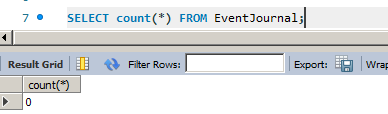 7 SELECT count(*) FROM EventJournal;
Result Grid Filter Rows: Export: Wrap
count(*)
0